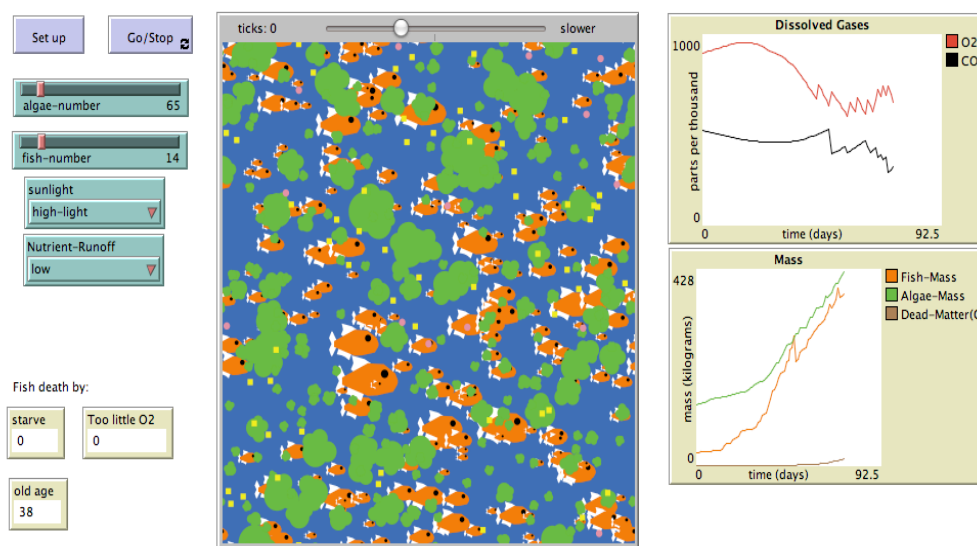 Set up
Go/Stop
algae-number 65
fish-number 14
sunlight
high-light
Nutrient-Runoff
low
Fish death by:
starve
0
Too little O2
0
old age
38
ticks: 0
slower
Dissolved Gases
1000
parts per thousand
0
0
time (days)
92.5
O2
CO
Mass
428
mass (kilograms)
0
0
time (days)
92.5
Fish-Mass
Algae-Mass
Dead-Matter(